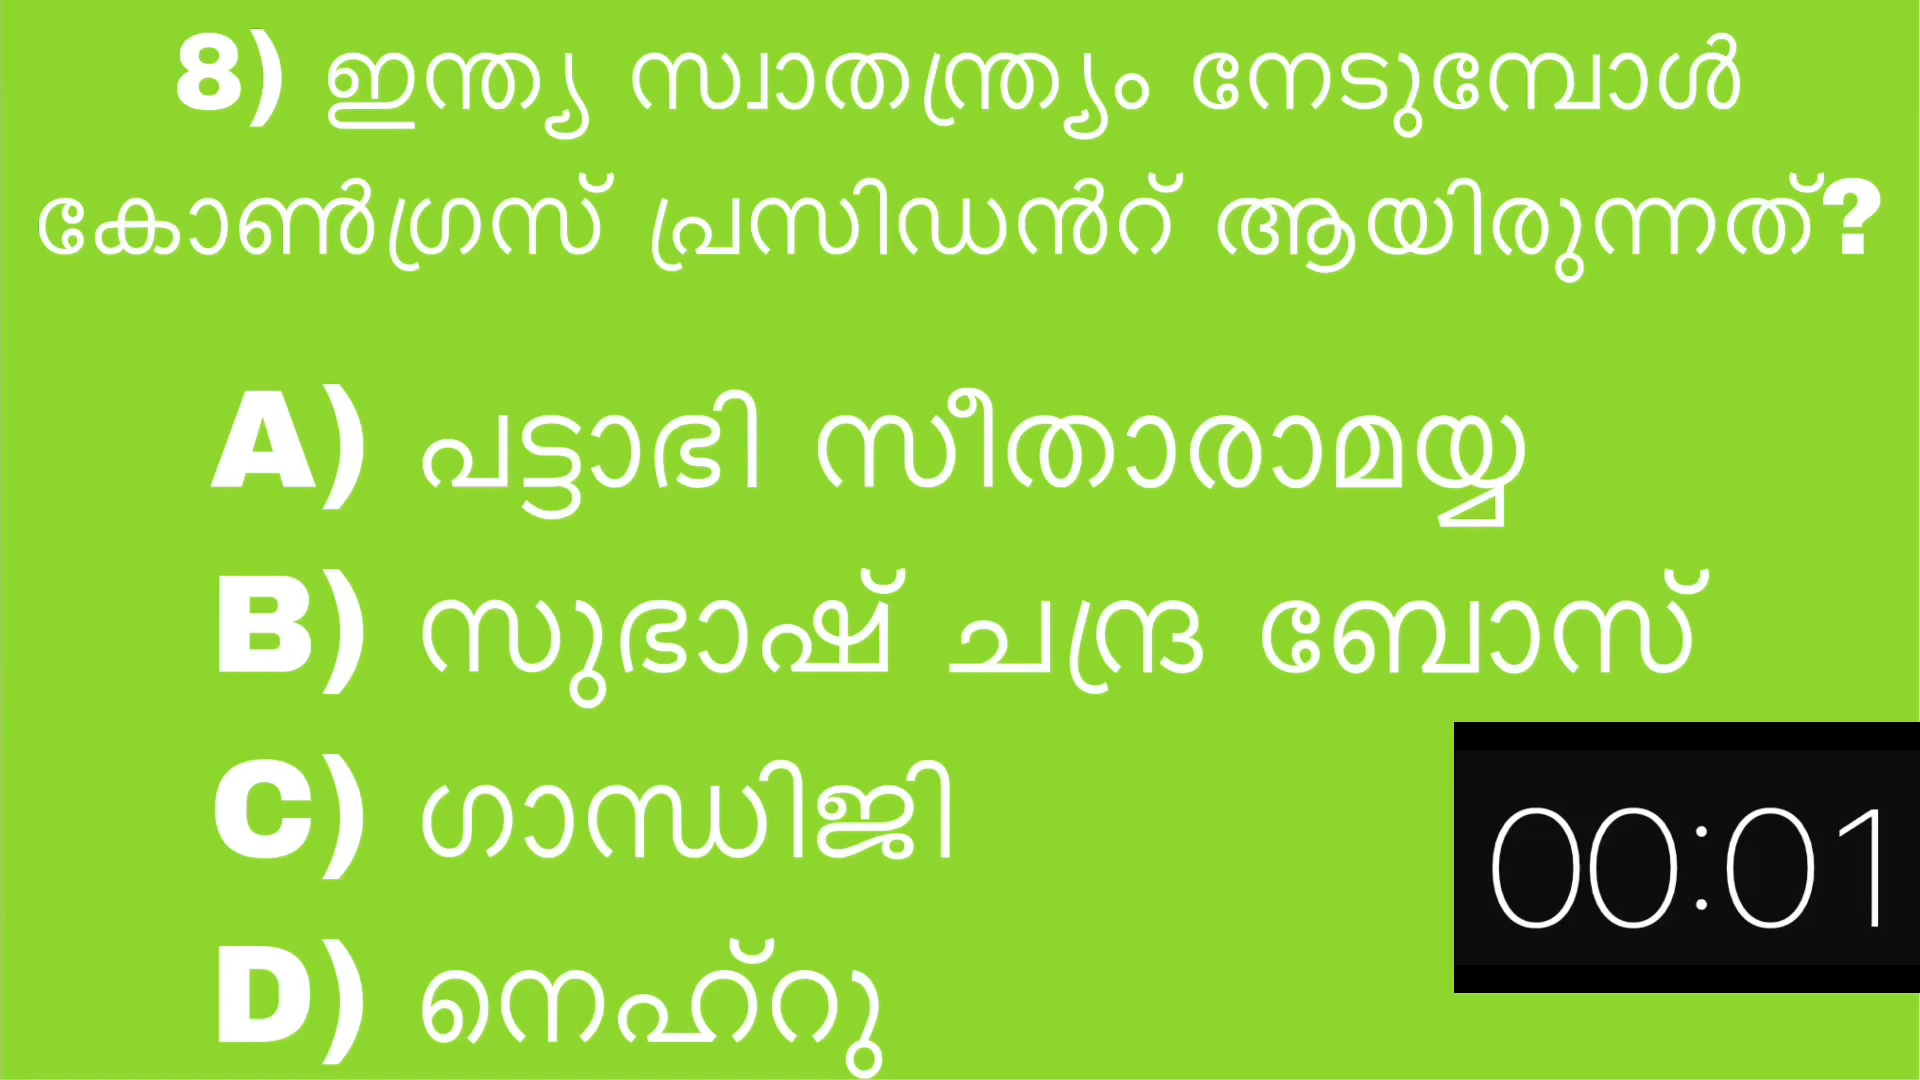 8) ഇന്ത്യ സ്വാതന്ത്ര്യം നേടുമ്പോൾ
കോൺഗ്രസ് പ്രസിഡൻറ് ആയിരുന്നത്?
A) പട്ടാഭി സീതാരാമയ്യ
B) സുഭാഷ് ചന്ദ്ര ബോസ്
C) ഗാന്ധിജി
00:01
D) നെഹ്റു